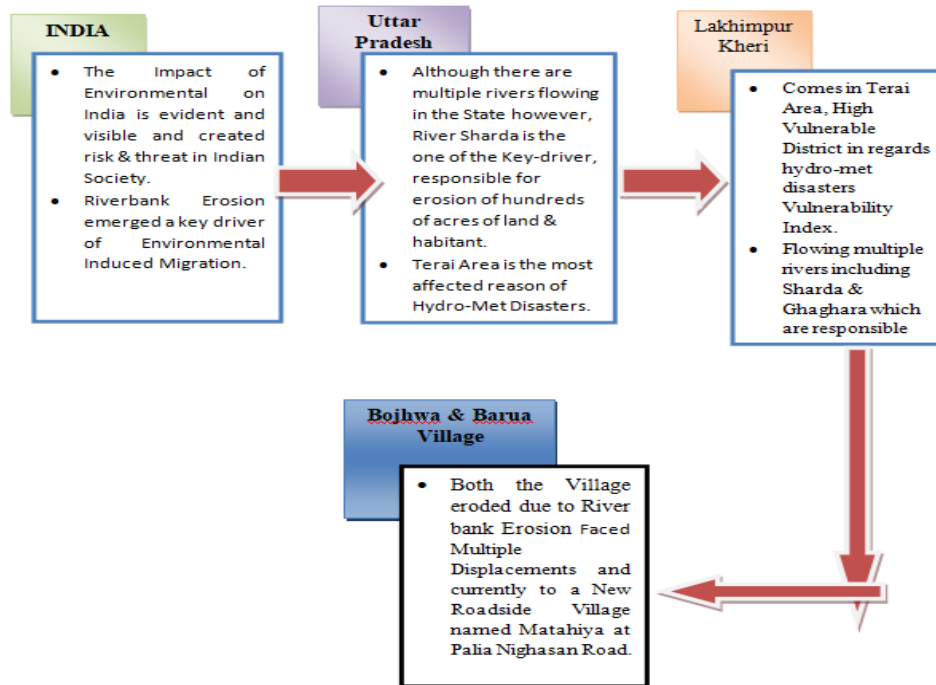 INDIA
The Impact of
Environmental on
India is evident and
visible and created
risk & threat in Indian
Society.
Riverbank Erosion
emerged a key driver
of Environmental
Induced Migration.
Uttar
Pradesh
Although there are
multiple rivers flowing
in the State however,
River Sharda is the
one of the Key-driver,
responsible for
erosion of hundreds
of acres of land &
habitant.
Terai Area is the most
affected reason of
Hydro-Met Disasters.
Lakhimpur
Kheri
Comes in Terai
Area, High
Vulnerable
District in regards
hydro-met
disasters
Vulnerability
Index.
Flowing multiple
rivers including
Sharda &
Ghaghara which
are responsible
Bojhwa & Barua
Village
Both the Village
eroded due to River
bank Erosion Faced
Multiple
Displacements and
currently to a New
Roadside Village
named Matahiya at
Palia Nighasan Road.